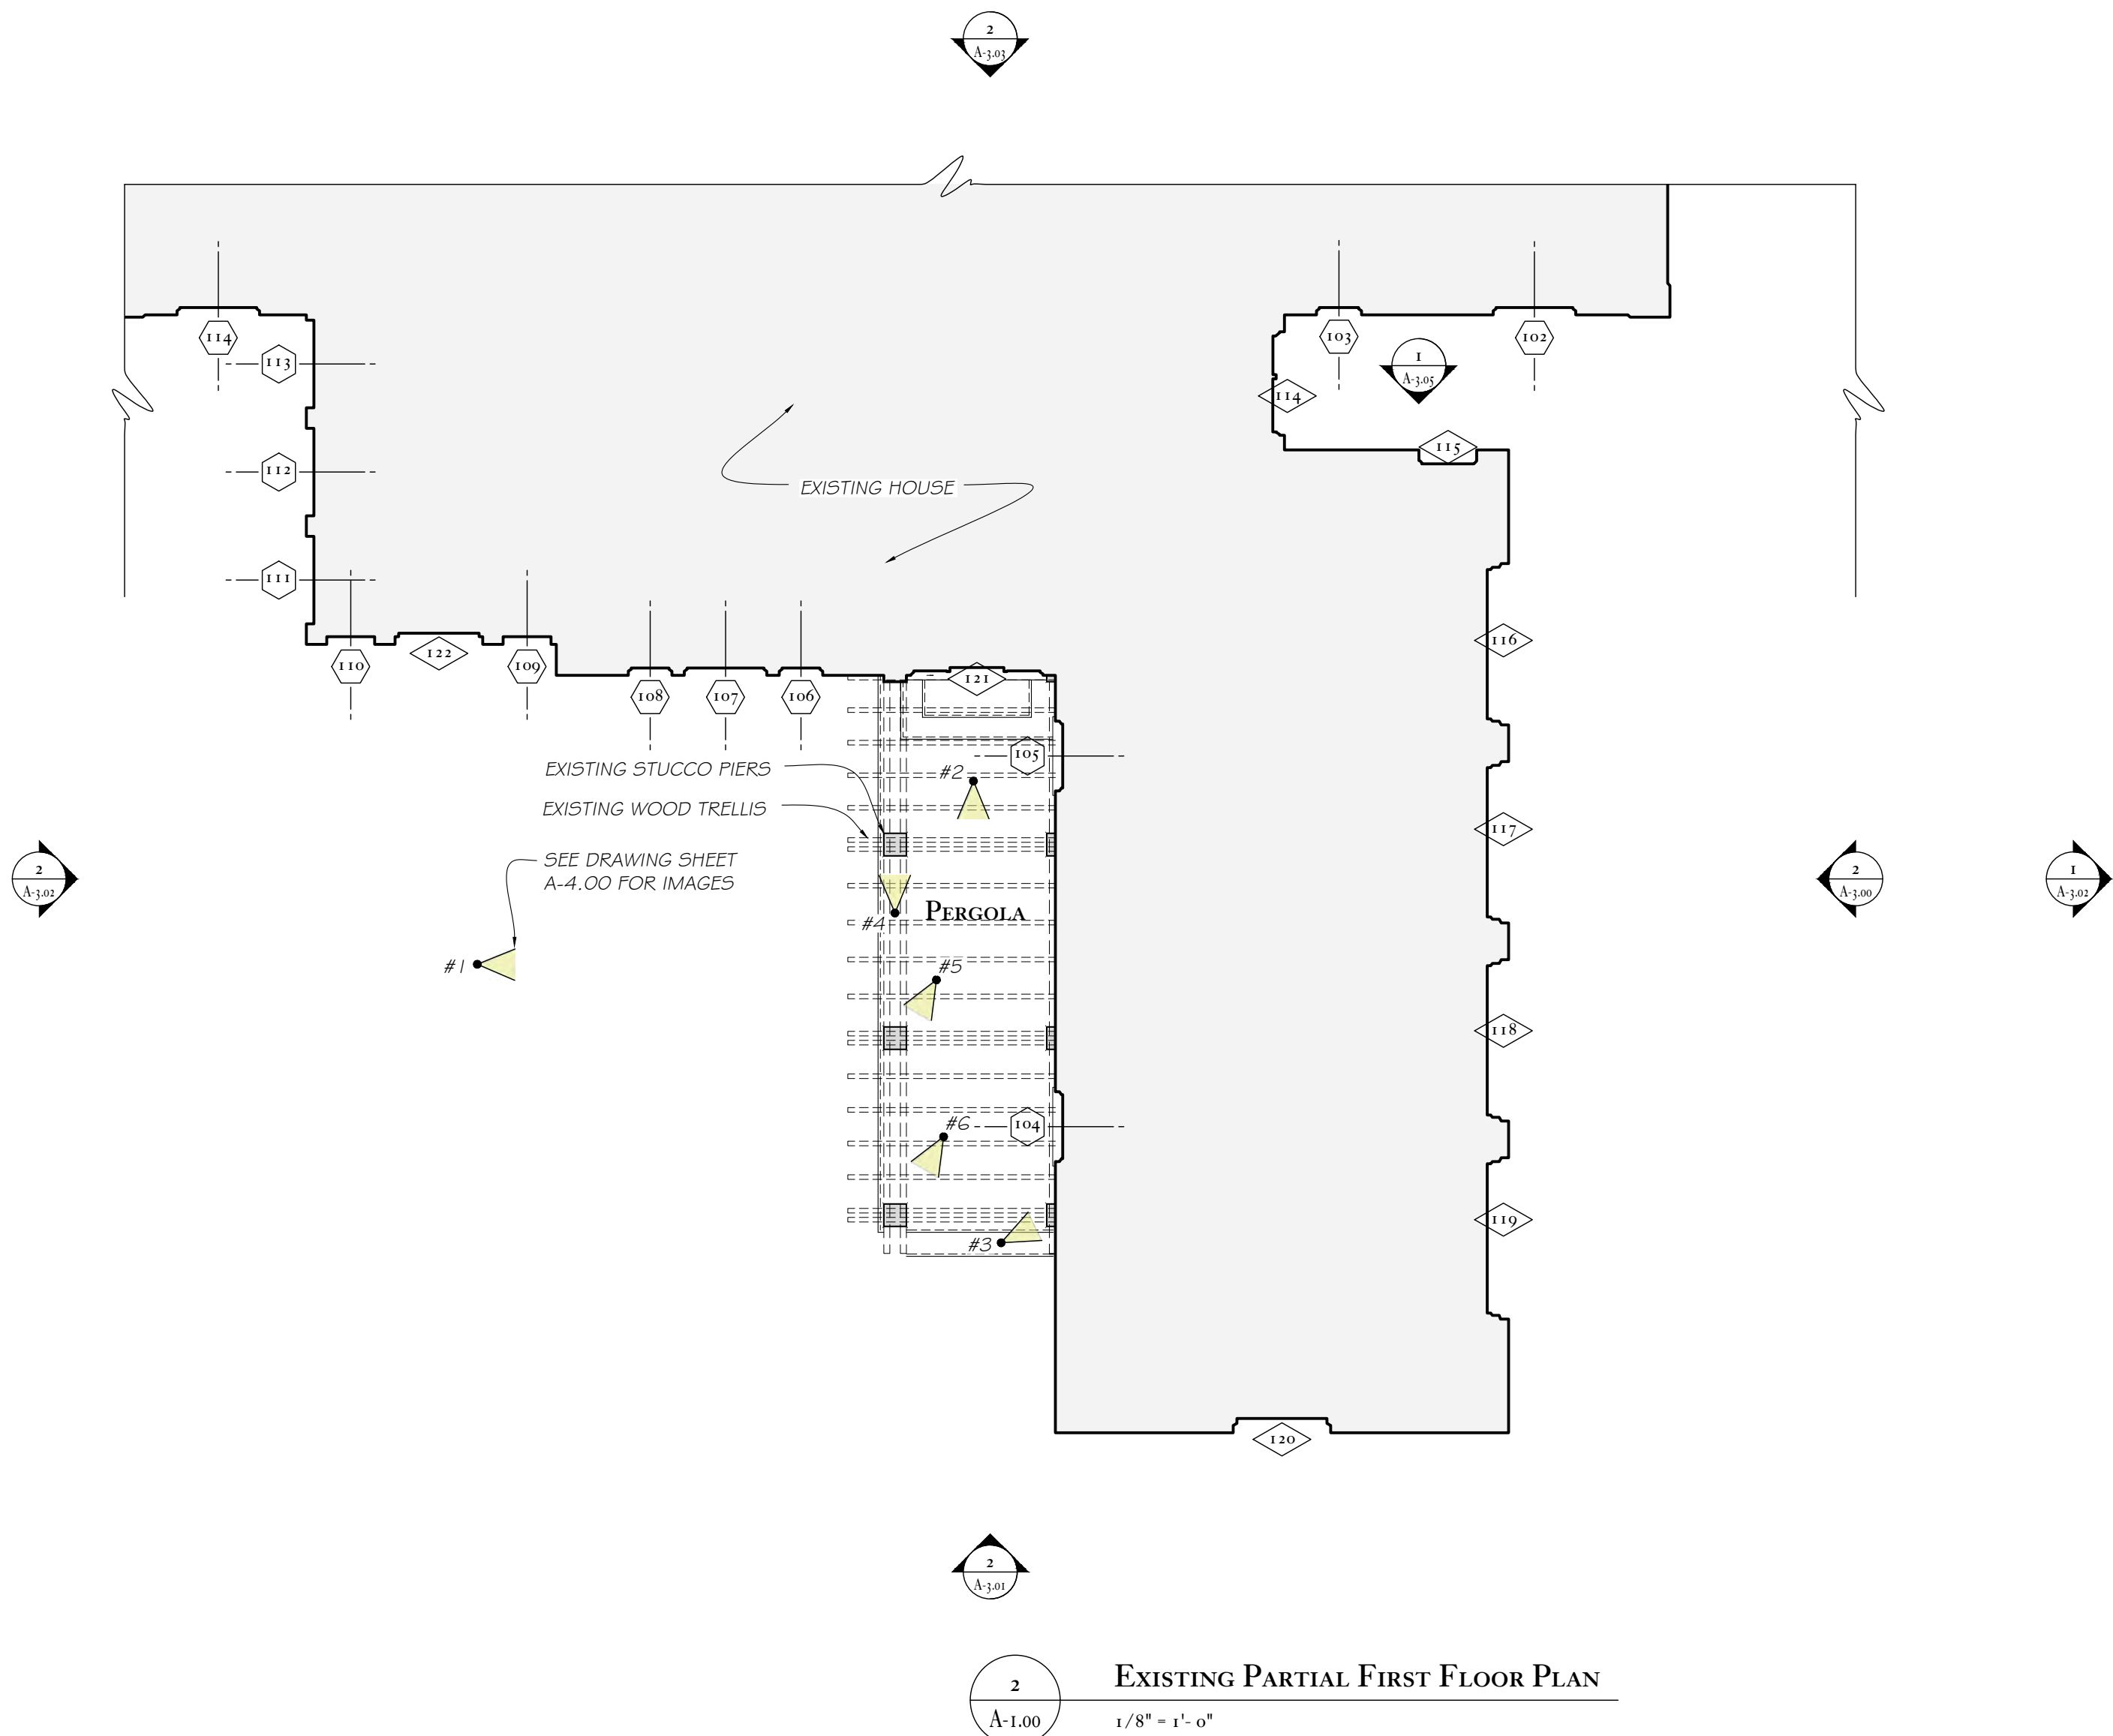 2
A-3.03
114
113
112
111
110
122
109
108
107
106
103
102
1
A-3.05
114
115
EXISTING HOUSE
116
121
105
EXISTING STUCCO PIERS
#2
EXISTING WOOD TRELLIS
117
SEE DRAWING SHEET
A-4.00 FOR IMAGES
2
A-3.02
2
A-3.00
1
A-3.02
#4
PERGOLA
#1
#5
118
#6
104
119
#3
120
2
A-3.01
2
A-1.00
EXISTING PARTIAL FIRST FLOOR PLAN
1/8" = 1'- 0"